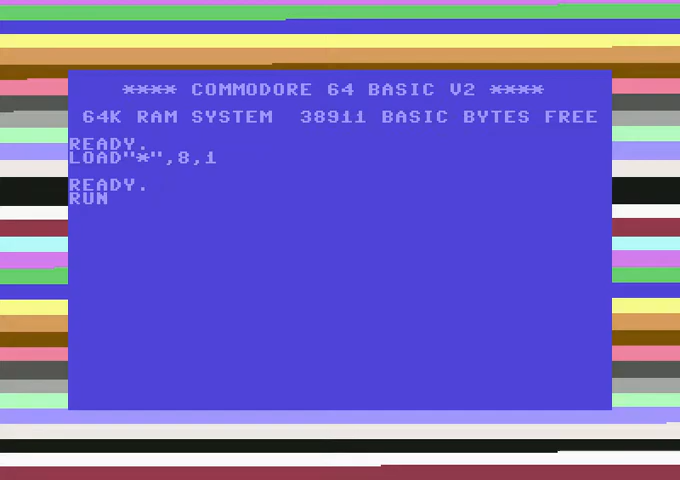 **** COMMODORE 64 BASIC V2 ****
64K RAM SYSTEM  38911 BASIC BYTES FREE
READY.
LOAD"*",8,1
READY.
RUN